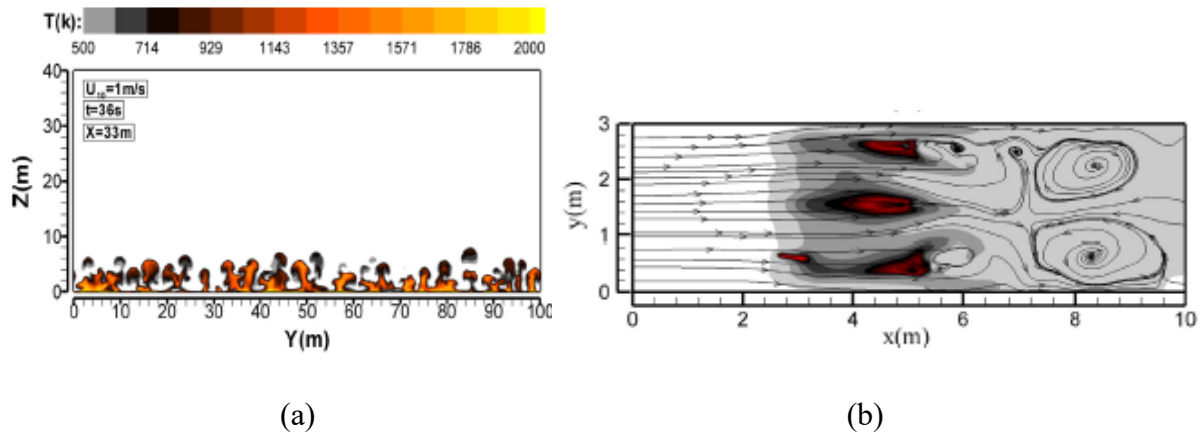 T(k):
500 714 929 1143 1357 1571 1786 2000
40
30
20
10
0
Z(m)
U₁₀=1m/s
t=36s
X=33m
0 10 20 30 40 50 60 70 80 90 100
Y(m)
(a)
3
2
1
0
y(m)
0 2 4 6 8 10
x(m)
(b)